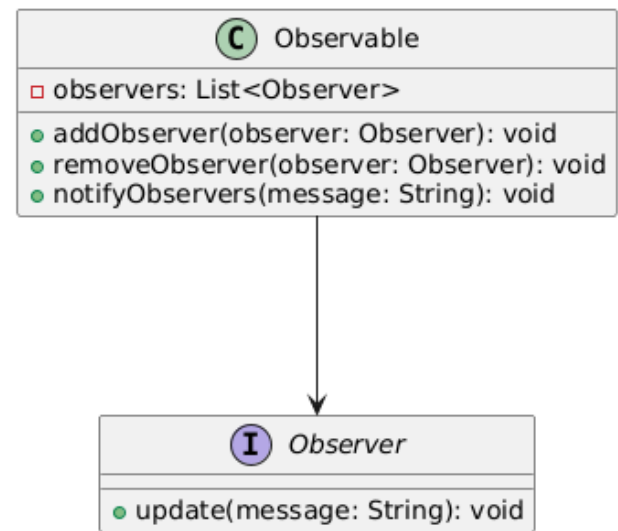 C Observable
observers: List<Observer>
addObserver(observer: Observer): void
removeObserver(observer: Observer): void
notifyObservers(message: String): void
I Observer
update(message: String): void